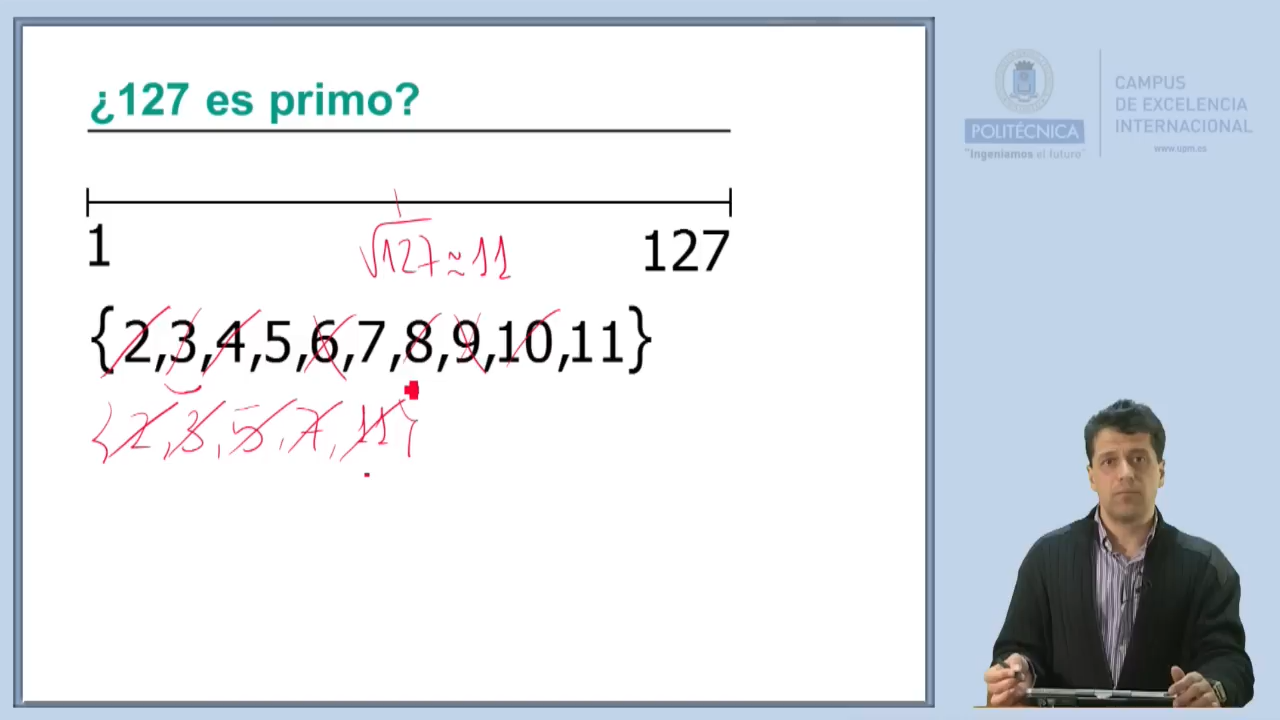 ¿127 es primo?
1
127
√127 ≈ 11
{2,3,4,5,6,7,8,9,10,11}
{2,3,5,7,11}
POLITÉCNICA
"Ingeniamos el futuro"
CAMPUS
DE EXCELENCIA
INTERNACIONAL
www.upm.es